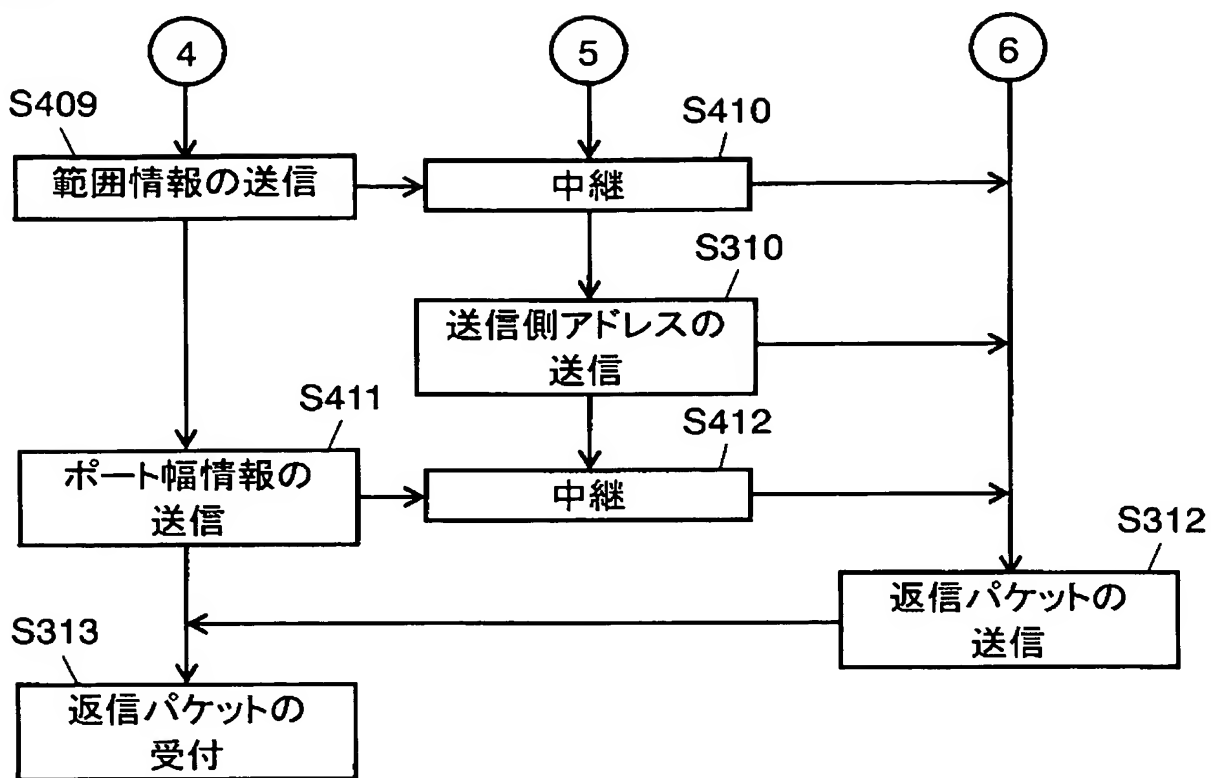 4
5
6
S409
S410
範囲情報の送信
中継
S310
送信側アドレスの
送信
S411
S412
ポート幅情報の
送信
中継
S312
返信パケットの
送信
S313
返信パケットの
受付